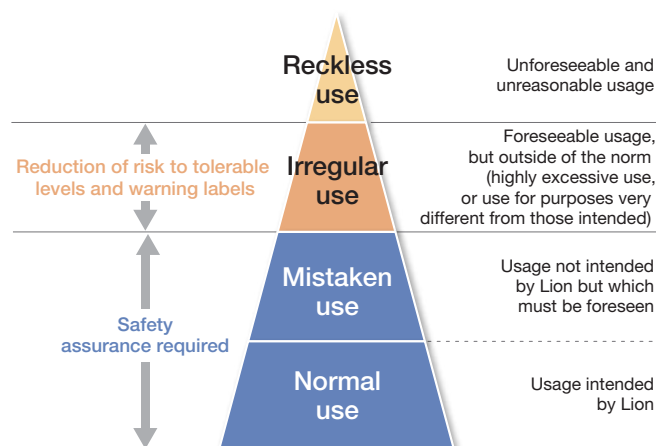 Reckless
use
Unforeseeable and
unreasonable usage
Reduction of risk to tolerable
levels and warning labels
Irregular
use
Foreseeable usage,
but outside of the norm
(highly excessive use,
or use for purposes very
different from those intended)
Safety
assurance required
Mistaken
use
Usage not intended
by Lion but which
must be foreseen
Normal
use
Usage intended
by Lion